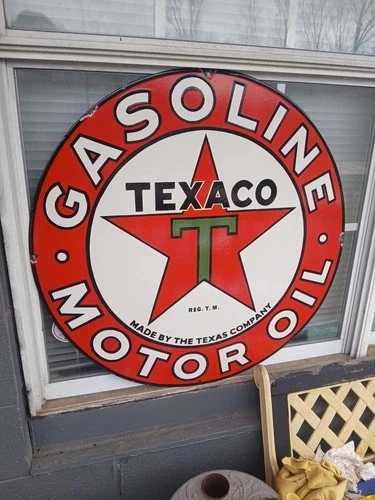 GASOLINE
TEXACO
T
REG. T. M.
MADE BY THE TEXAS COMPANY
MOTOR OIL